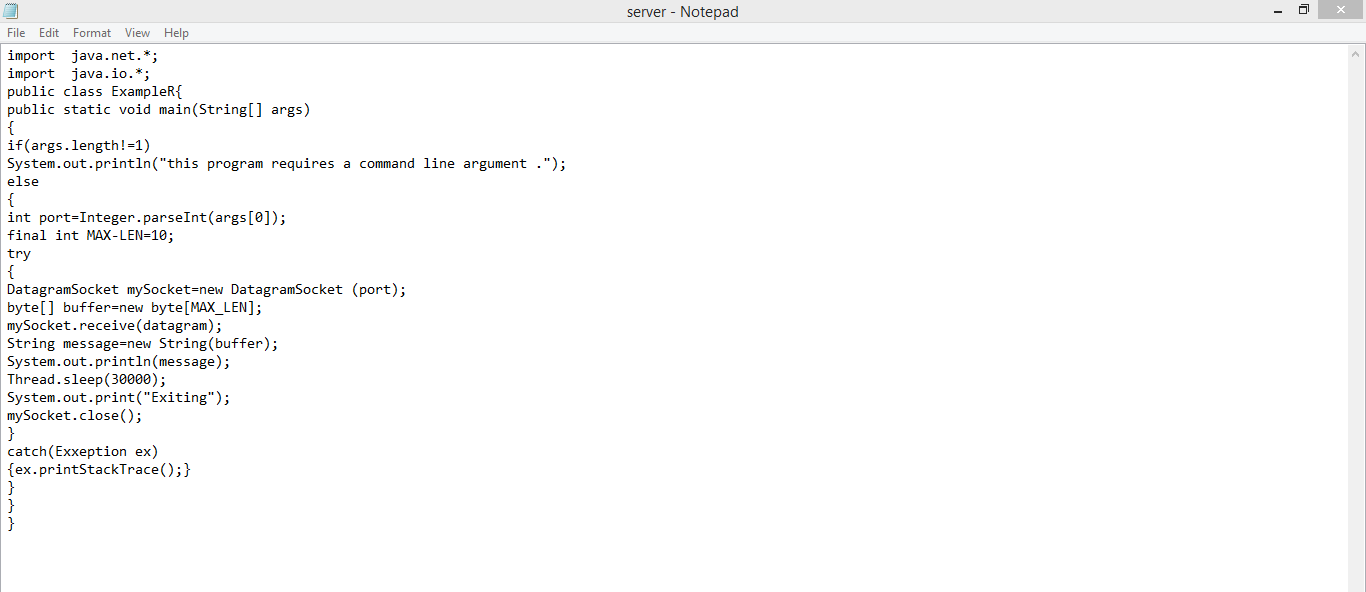 server - Notepad
File Edit Format View Help
import  java.net.*;
import  java.io.*;
public class ExampleR{
public static void main(String[] args)
{
if(args.length!=1)
System.out.println("this program requires a command line argument .");
else
{
int port=Integer.parseInt(args[0]);
final int MAX-LEN=10;
try
{
DatagramSocket mySocket=new DatagramSocket (port);
byte[] buffer=new byte[MAX_LEN];
mySocket.receive(datagram);
String message=new String(buffer);
System.out.println(message);
Thread.sleep(30000);
System.out.print("Exiting");
mySocket.close();
}
catch(Exxeption ex)
{ex.printStackTrace();}
}
}
}